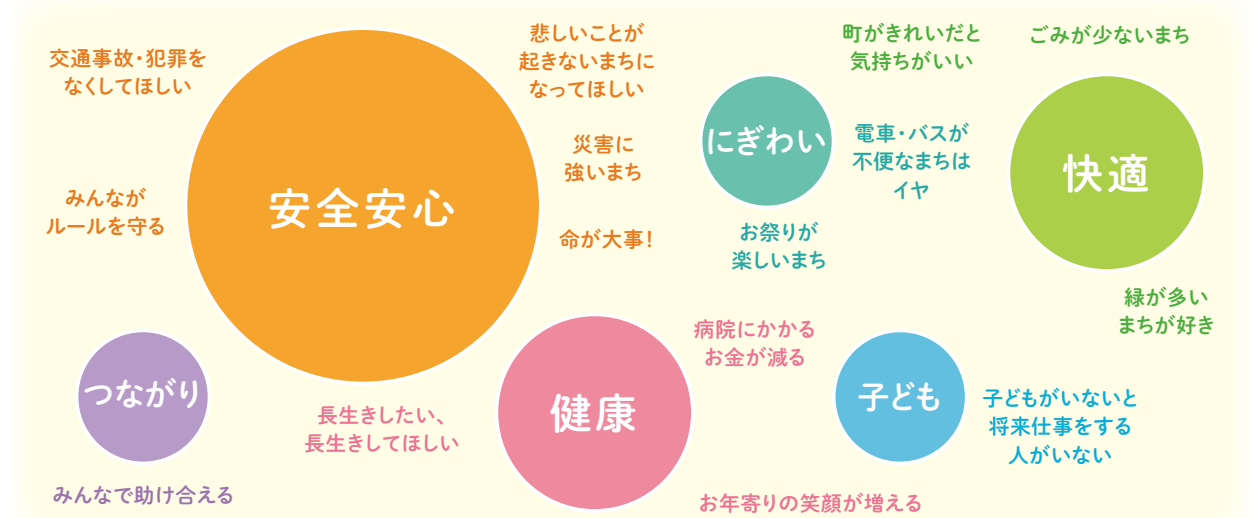 交通事故・犯罪を
なくしてほしい
みんなが
ルールを守る
安全安心
悲しいことが
起きないまちに
なってほしい
災害に
強いまち
命が大事!
にぎわい
町がきれいだと
気持ちがいい
電車・バスが
不便なまちは
イヤ
お祭りが
楽しいまち
ごみが少ないまち
快適
緑が多い
まちが好き
つながり
みんなで助け合える
長生きしたい、
長生きしてほしい
健康
病院にかかる
お金が減る
お年寄りの笑顔が増える
子ども
子どもがいないと
将来仕事をする
人がいない